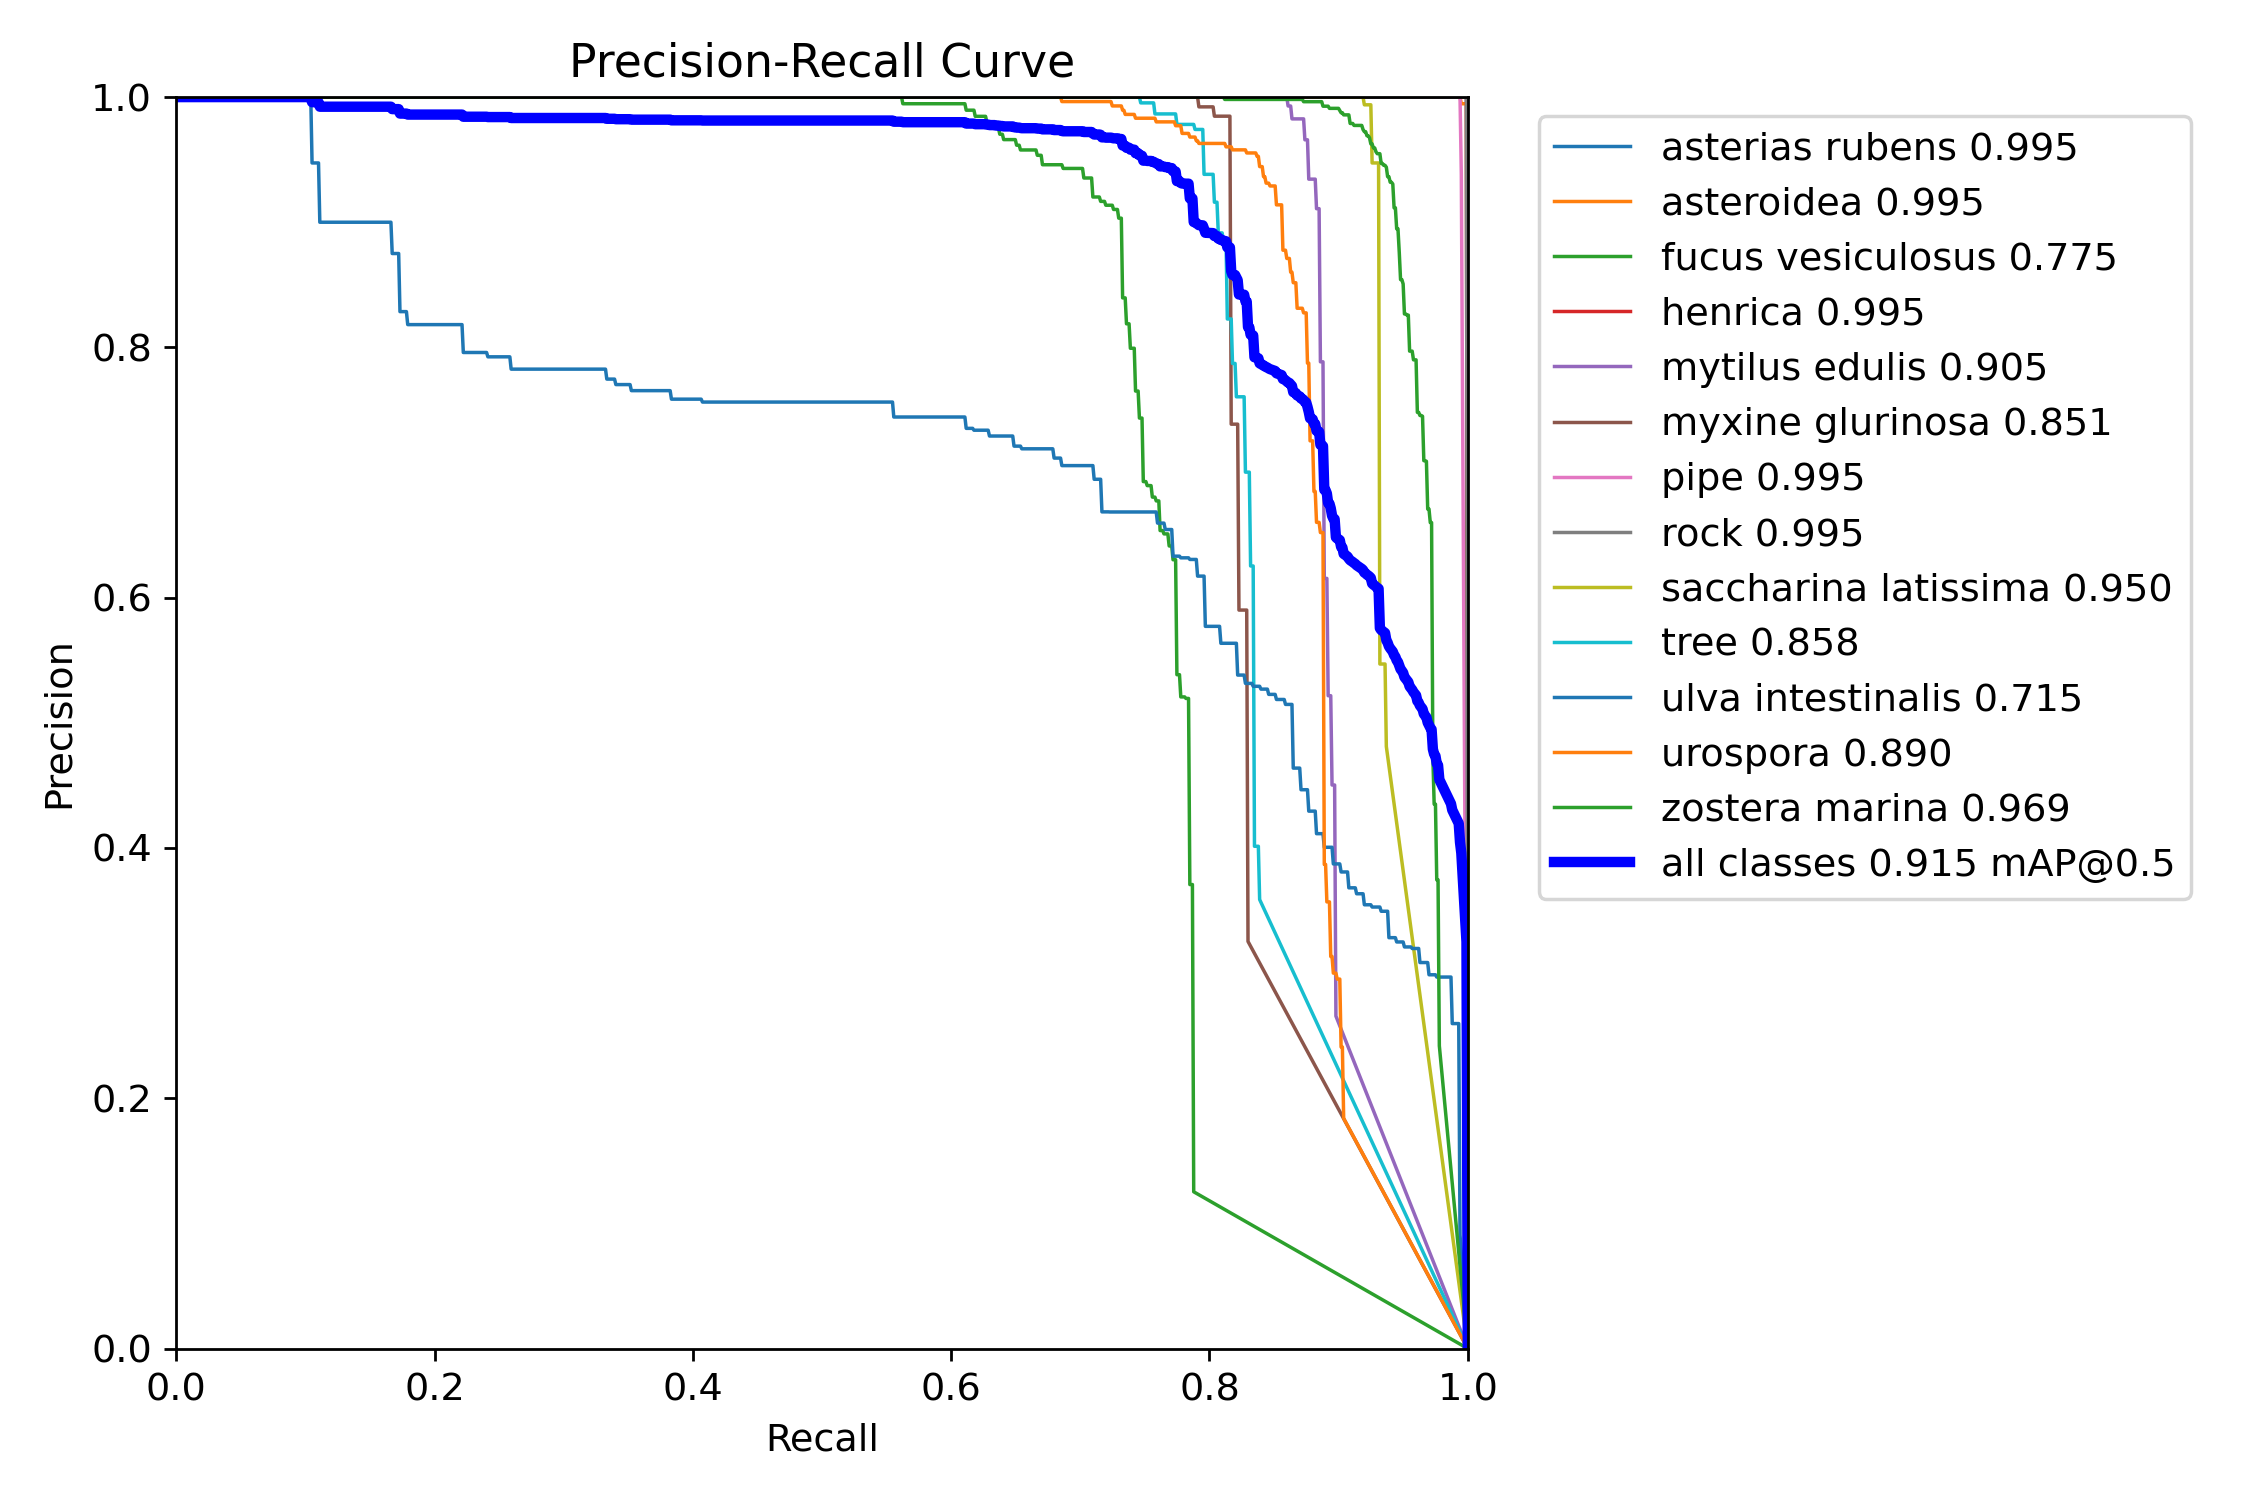 Precision-Recall Curve
1.0
0.8
0.6
0.4
0.2
0.0
Precision
0.0 0.2 0.4 0.6 0.8 1.0
Recall
asterias rubens 0.995
asteroidea 0.995
fucus vesiculosus 0.775
henrica 0.995
mytilus edulis 0.905
myxine glurinosa 0.851
pipe 0.995
rock 0.995
saccharina latissima 0.950
tree 0.858
ulva intestinalis 0.715
urospora 0.890
zostera marina 0.969
all classes 0.915 mAP@0.5